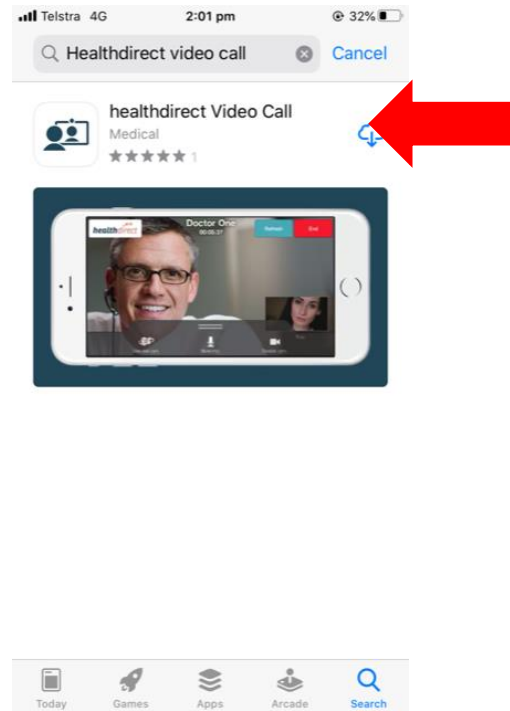 Telstra 4G 2:01 pm 32%
Healthdirect video call Cancel
healthdirect Video Call
Medical
1
healthdirect Doctor One Refresh End
Today Games Apps Arcade Search